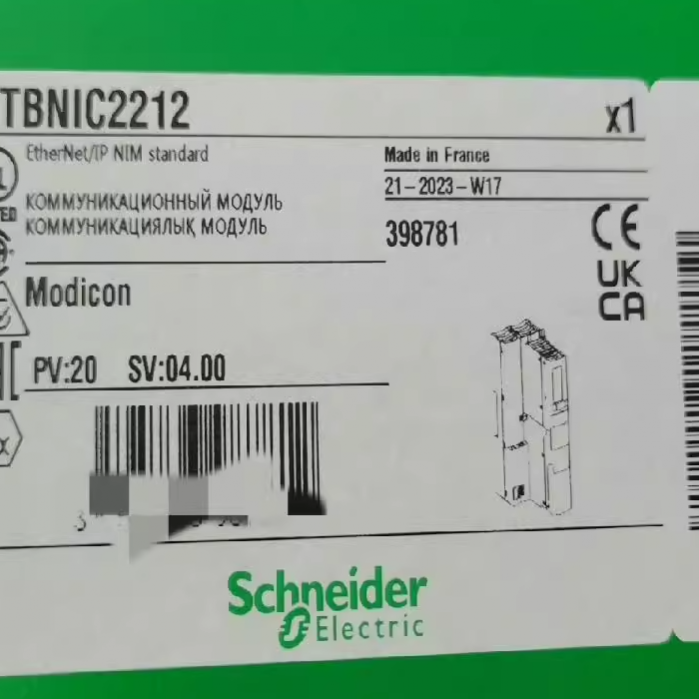 TBNIC2212
x1
EtherNet/IP NIM standard
Made in France
21-2023-W17
КОММУНИКАЦИОННЫЙ МОДУЛЬ
КОММУНИКАЦИЯЛЫҚ МОДУЛЬ
398781
CE
UK
CA
Modicon
PV:20 SV:04.00
Schneider
Electric